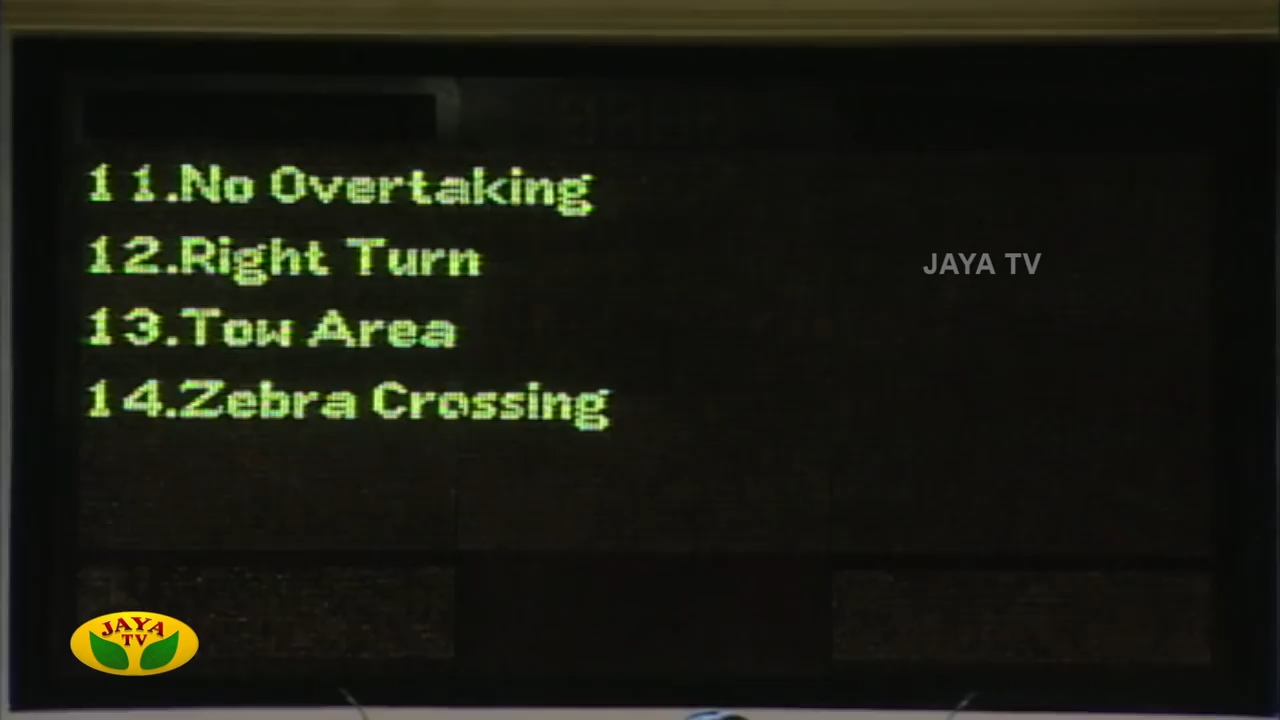 11.No Overtaking
12.Right Turn
JAYA TV
13.Tow Area
14.Zebra Crossing
JAYA
TV